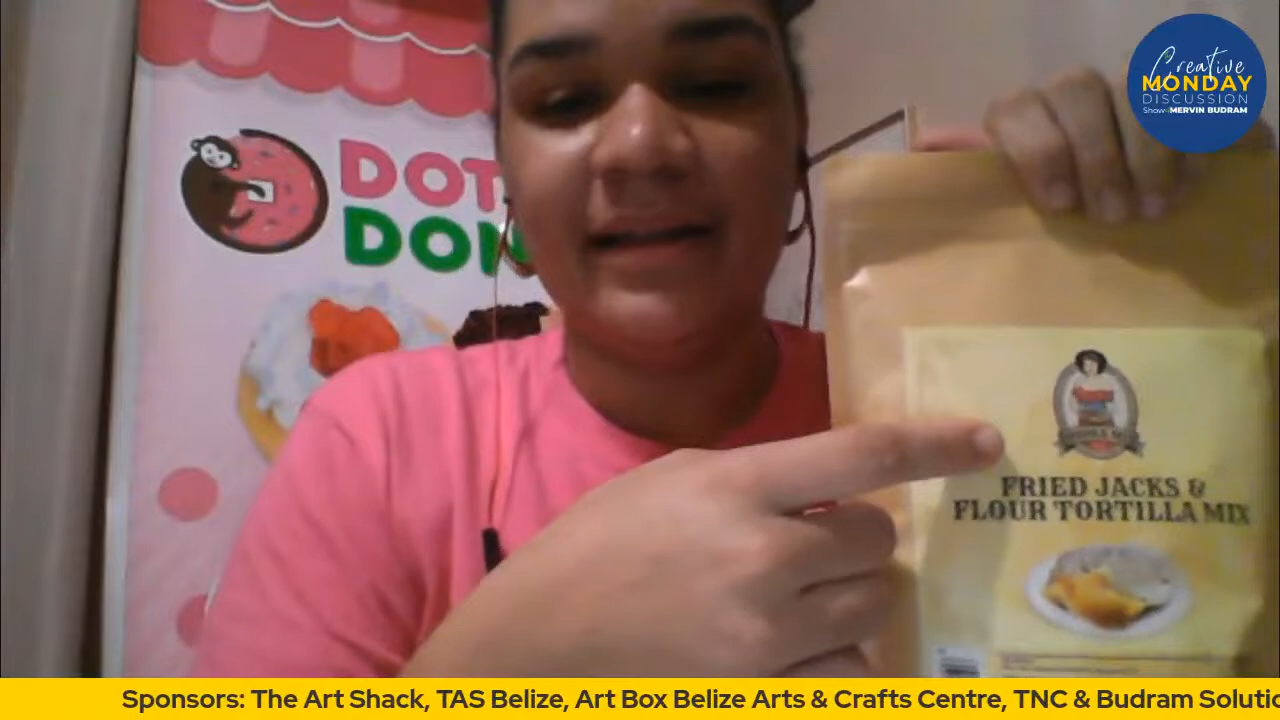 Creative
MONDAY
DISCUSSION
Show MERVIN BUDRAM
DOT
DON
FRIED JACKS &
FLOUR TORTILLA MIX
Sponsors: The Art Shack, TAS Belize, Art Box Belize Arts & Crafts Centre, TNC & Budram Solutio